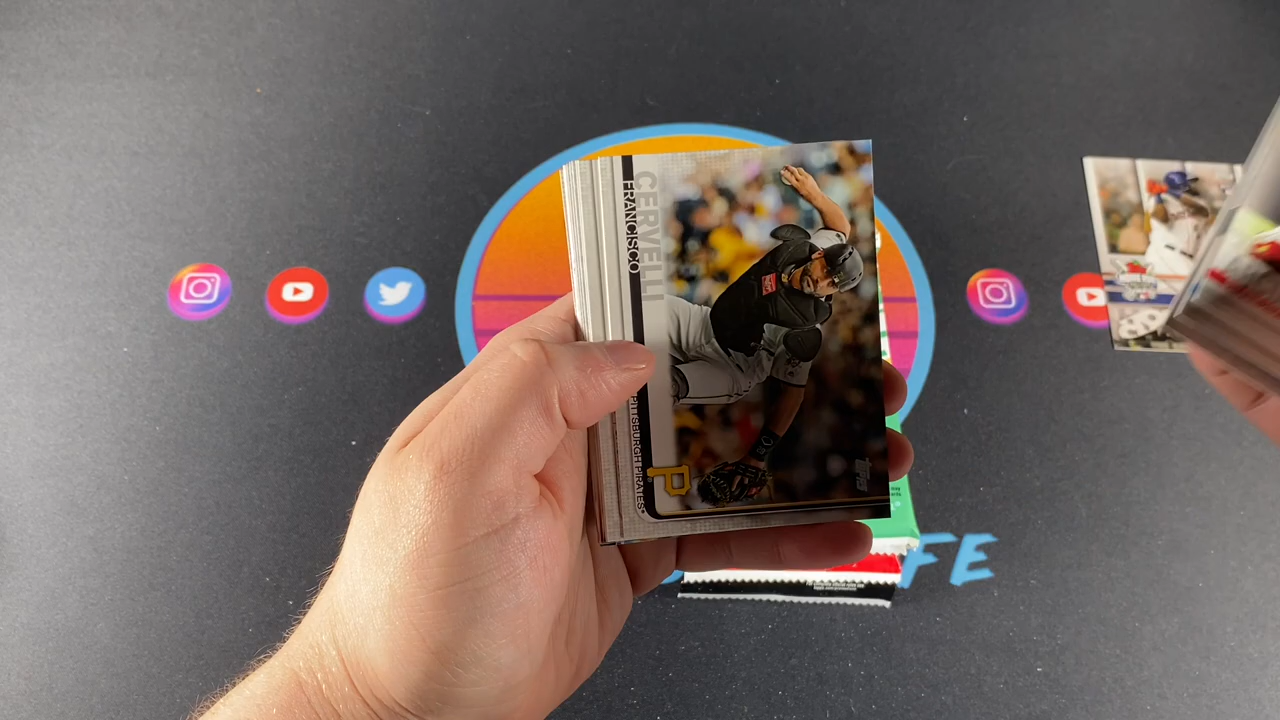 CERVELLI
FRANCISCO
PITTSBURGH PIRATES
P
topps
FE